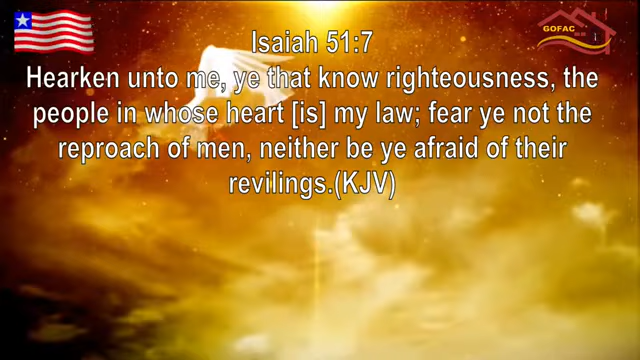 GOFAC
Isaiah 51:7
Hearken unto me, ye that know righteousness, the
people in whose heart [is] my law; fear ye not the
reproach of men, neither be ye afraid of their
revilings.(KJV)